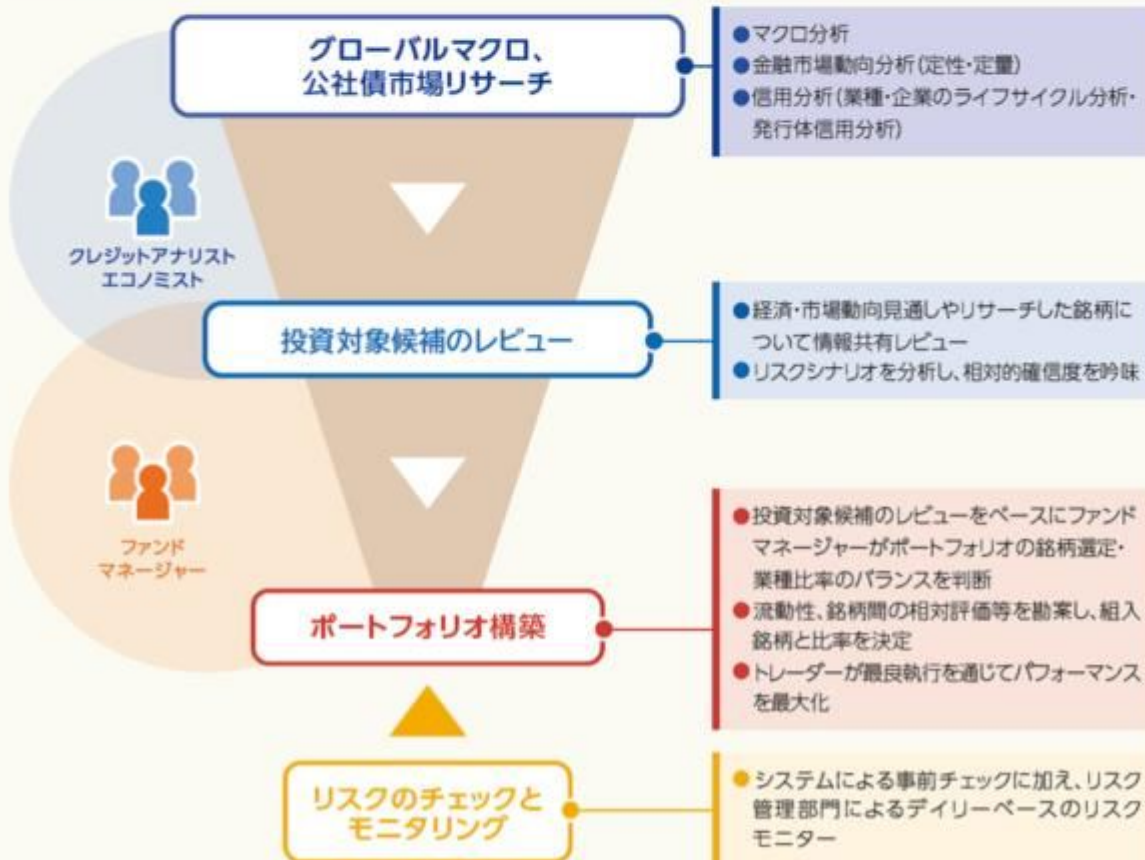 グローバルマクロ、
公社債市場リサーチ
●マクロ分析
●金融市場動向分析(定性・定量)
●信用分析(業種・企業のライフサイクル分析・
発行体信用分析)
クレジットアナリスト
エコノミスト
投資対象候補のレビュー
●経済・市場動向見通しやリサーチした銘柄に
ついて情報共有レビュー
●リスクシナリオを分析し、相対的確信度を吟味
ファンド
マネージャー
ポートフォリオ構築
●投資対象候補のレビューをベースにファンド
マネージャーがポートフォリオの銘柄選定・
業種比率のバランスを判断
●流動性、銘柄間の相対評価等を勘案し、組入
銘柄と比率を決定
●トレーダーが最良執行を通じてパフォーマンス
を最大化
リスクのチェックと
モニタリング
●システムによる事前チェックに加え、リスク
管理部門によるデイリーベースのリスク
モニター